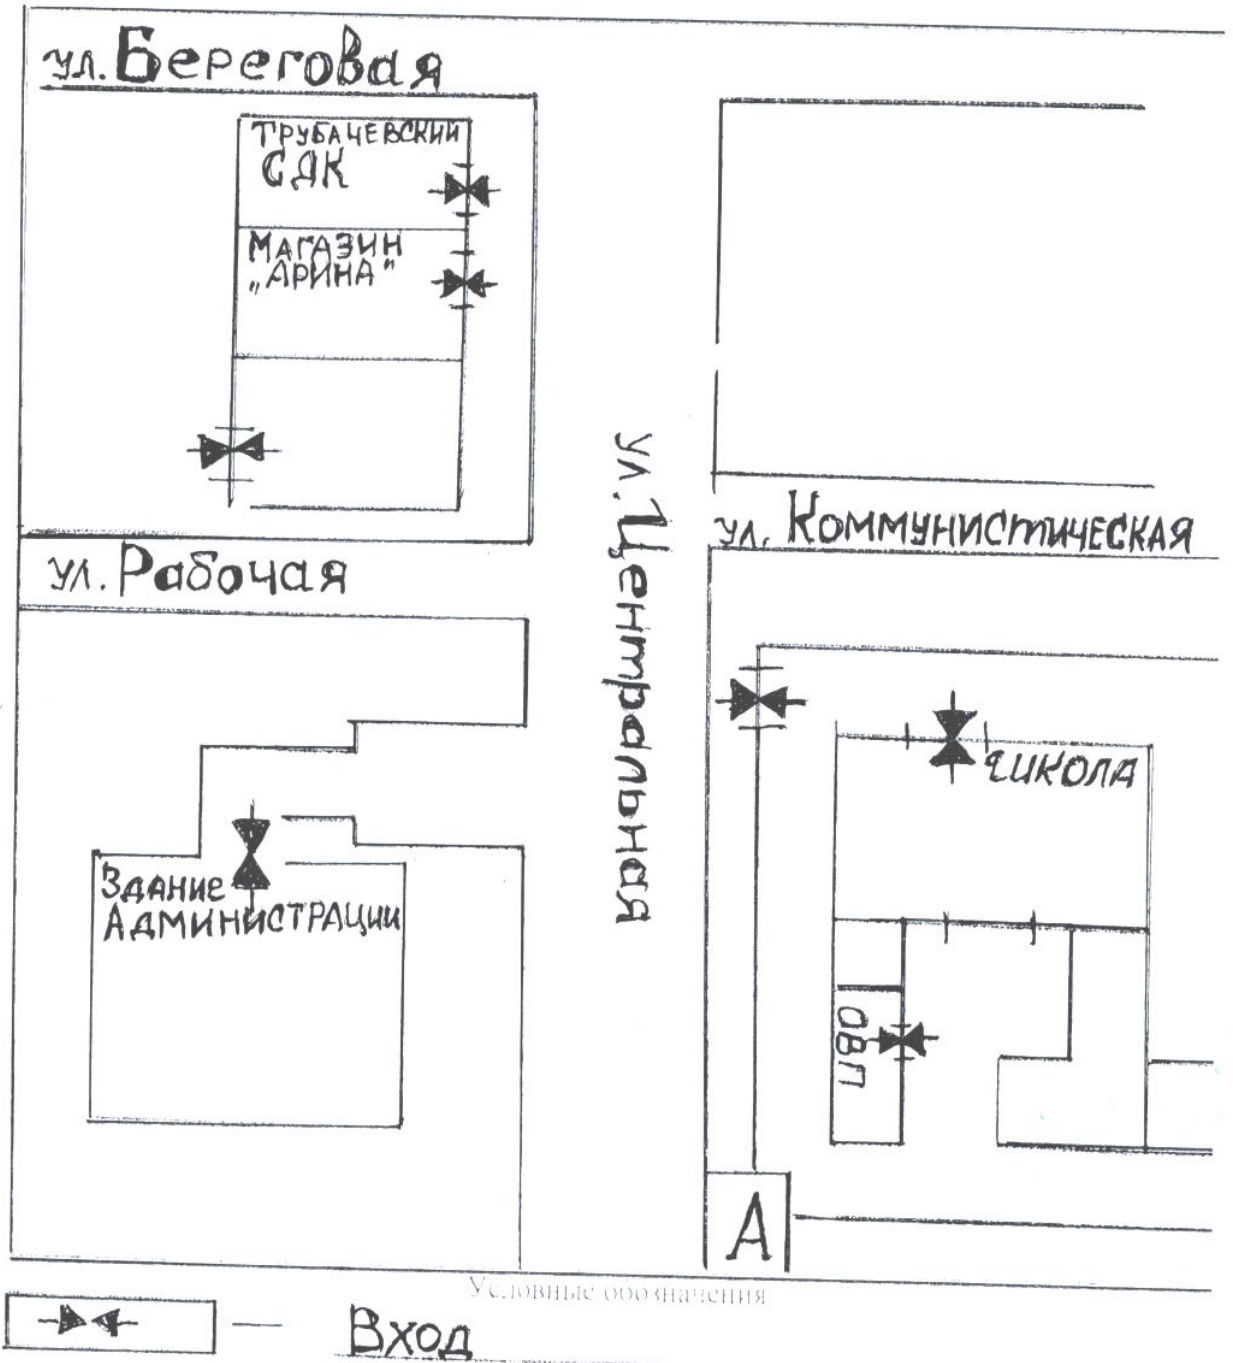 ул. Береговая
ТРУБАЧЕВСКИЙ
СДК
МАГАЗИН
„АРИНА"
ул. Центральная
ул. КОММУНИСТИЧЕСКАЯ
ул. Рабочая
ШКОЛА
ЗДАНИЕ
АДМИНИСТРАЦИИ
ОВП
А
Условные обозначения
— Вход